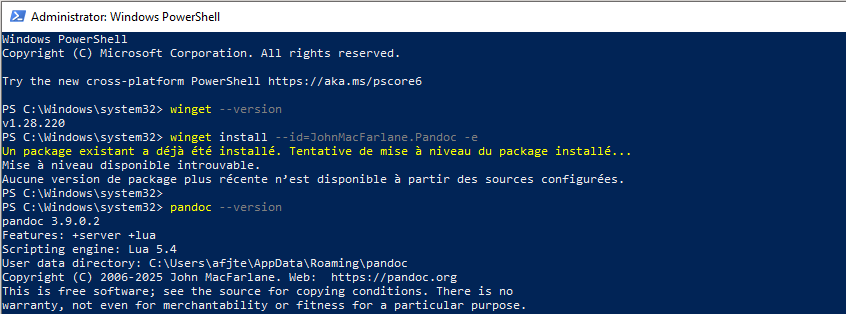 Administrator: Windows PowerShell
Windows PowerShell
Copyright (C) Microsoft Corporation. All rights reserved.
Try the new cross-platform PowerShell https://aka.ms/pscore6
PS C:\Windows\system32> winget --version
v1.28.220
PS C:\Windows\system32> winget install --id=JohnMacFarlane.Pandoc -e
Un package existant a déjà été installé. Tentative de mise à niveau du package installé...
Mise à niveau disponible introuvable.
Aucune version de package plus récente n’est disponible à partir des sources configurées.
PS C:\Windows\system32>
PS C:\Windows\system32> pandoc --version
pandoc 3.9.0.2
Features: +server +lua
Scripting engine: Lua 5.4
User data directory: C:\Users\afjte\AppData\Roaming\pandoc
Copyright (C) 2006-2025 John MacFarlane. Web:  https://pandoc.org
This is free software; see the source for copying conditions. There is no
warranty, not even for merchantability or fitness for a particular purpose.